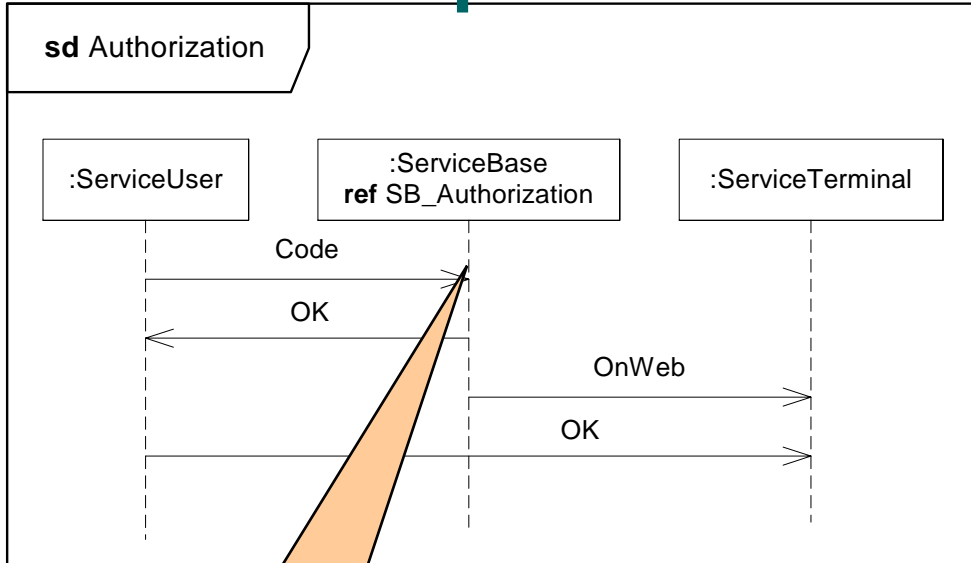 sd Authorization
:ServiceUser
:ServiceBase
ref SB_Authorization
:ServiceTerminal
Code
OK
OnWeb
OK